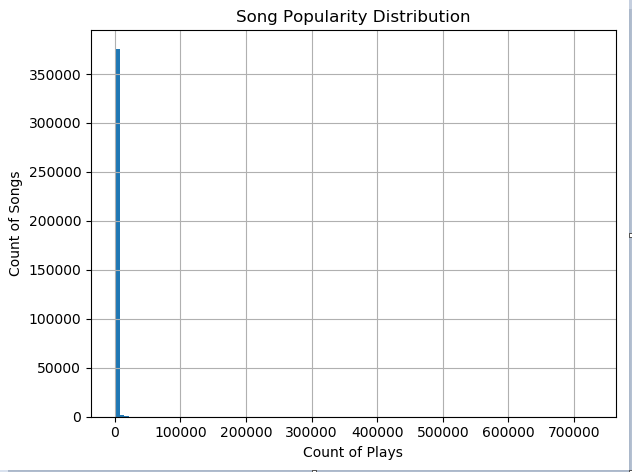 Song Popularity Distribution
Count of Songs
350000
300000
250000
200000
150000
100000
50000
0
0 100000 200000 300000 400000 500000 600000 700000
Count of Plays